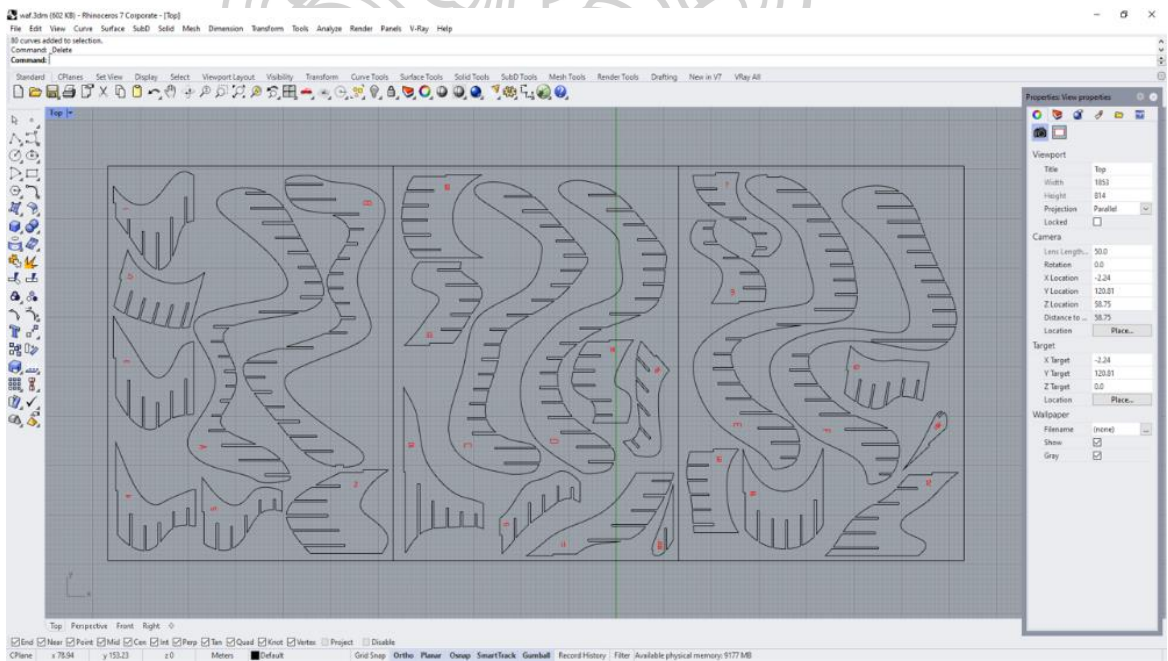 waf.3dm (602 KB) - Rhinoceros 7 Corporate - [Top]
File Edit View Curve Surface SubD Solid Mesh Dimension Transform Tools Analyze Render Panels V-Ray Help
80 curves added to selection.
Command: _Delete
Command:
Standard CPlanes Set View Display Select Viewport Layout Visibility Transform Curve Tools Surface Tools Solid Tools SubD Tools Mesh Tools Render Tools Drafting New in V7 VRay All
Top
Properties: View properties
Viewport
Title Top
Width 1853
Height 814
Projection Parallel
Locked
Camera
Lens Length... 50.0
Rotation 0.0
X Location -2.24
Y Location 120.81
Z Location 58.75
Distance to ... 58.75
Location Place...
Target
X Target -2.24
Y Target 120.81
Z Target 0.0
Location Place...
Wallpaper
Filename (none) ...
Show
Gray
A
C
D
E
F
2
7
11
y
x
Top Perspective Front Right
End Near Point Mid Cen Int Perp Tan Quad Knot Vertex Project Disable
CPlane x 78.94 y 153.23 z 0 Meters Default Grid Snap Ortho Planar Osnap SmartTrack Gumball Record History Filter Available physical memory: 9177 MB